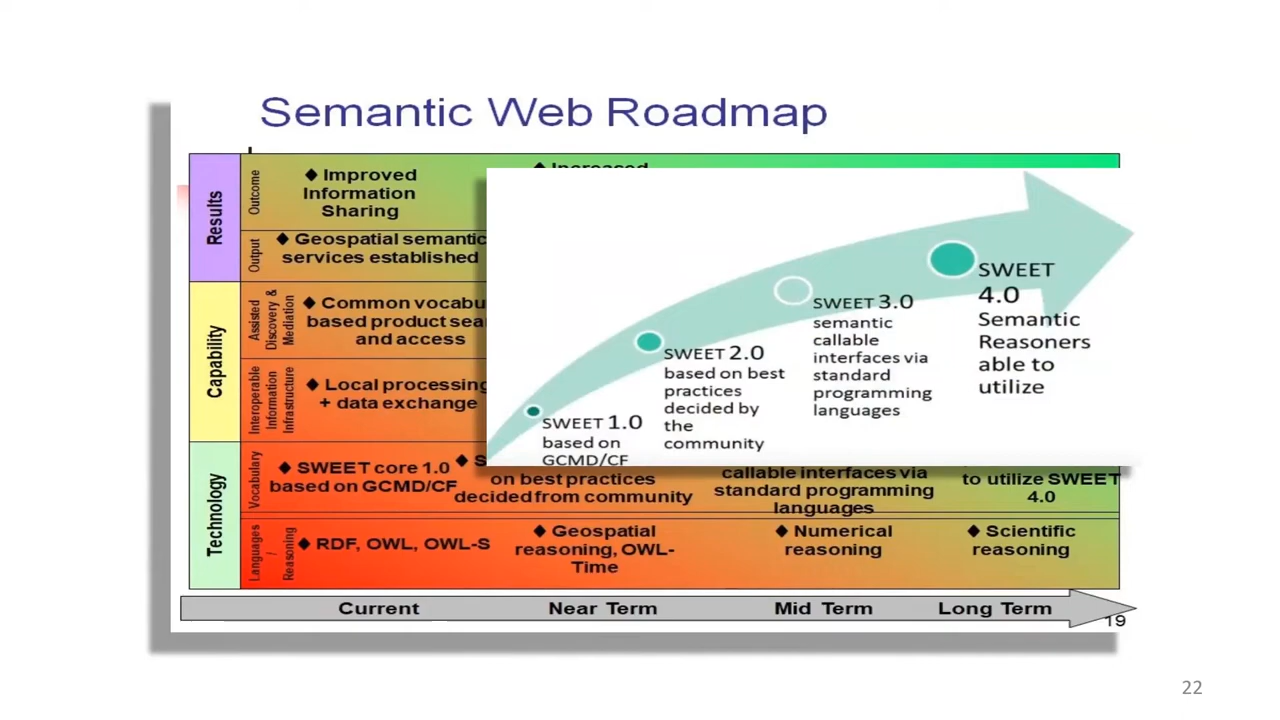 Semantic Web Roadmap
Results
Outcome
◆ Improved
Information
Sharing
◆ Increased
Output
◆ Geospatial semantic
services established
Capability
Assisted
Discovery &
Mediation
◆ Common vocabu
based product sea
and access
Interoperable
Information
Infrastructure
◆ Local processing
+ data exchange
SWEET 1.0
based on
GCMD/CF
SWEET 2.0
based on best
practices
decided by
the
community
SWEET 3.0
semantic
callable
interfaces via
standard
programming
languages
SWEET
4.0
Semantic
Reasoners
able to
utilize
Technology
Vocabulary
◆ SWEET core 1.0
based on GCMD/CF
on best practices
decided from community
callable interfaces via
standard programming
languages
to utilize SWEET
4.0
Languages
/
Reasoning
◆ RDF, OWL, OWL-S
◆ Geospatial
reasoning, OWL-
Time
◆ Numerical
reasoning
◆ Scientific
reasoning
Current
Near Term
Mid Term
Long Term
19
22